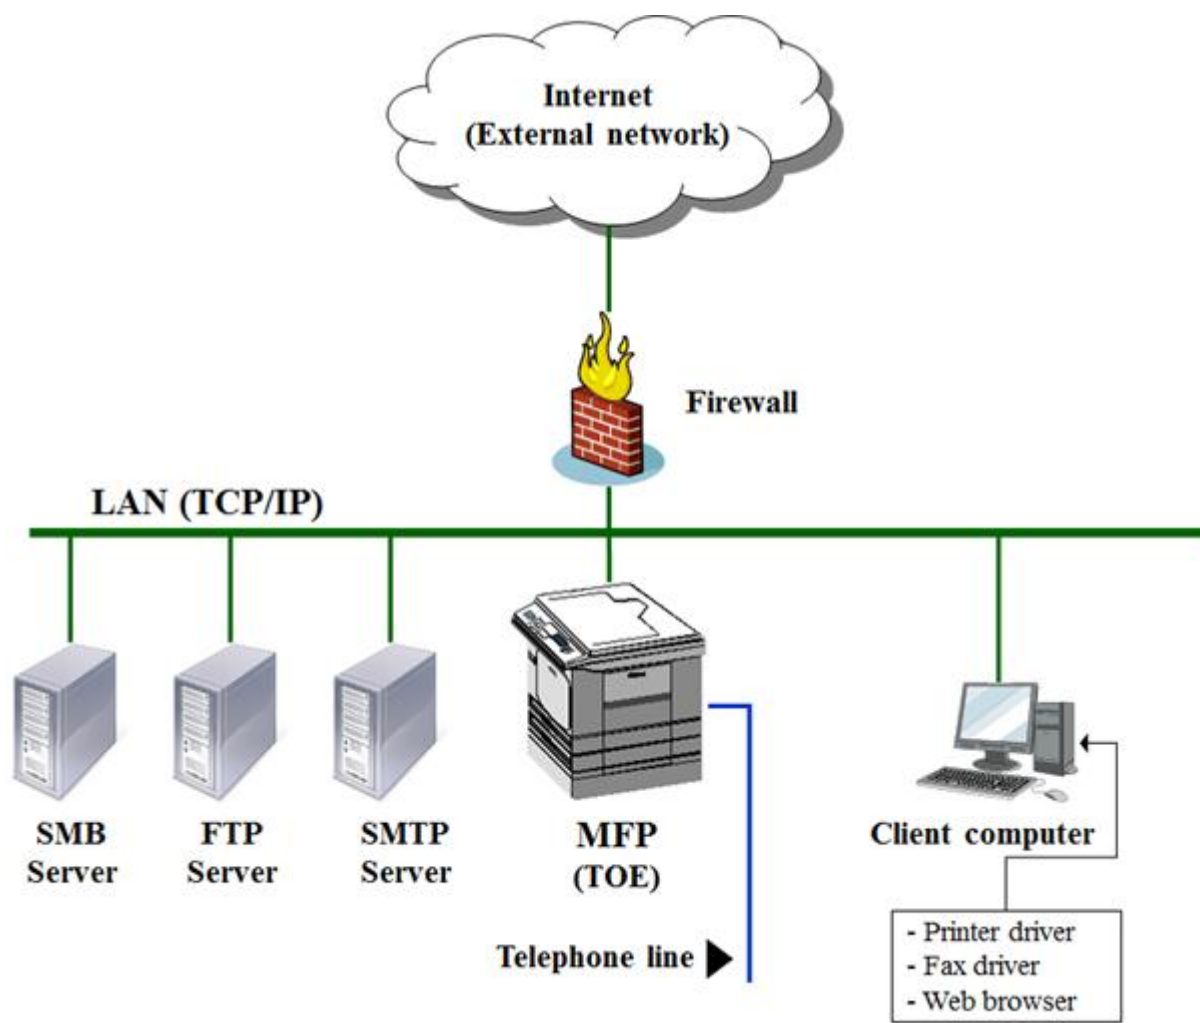 Internet
(External network)
Firewall
LAN (TCP/IP)
SMB
Server
FTP
Server
SMTP
Server
MFP
(TOE)
Client computer
Telephone line
- Printer driver
- Fax driver
- Web browser